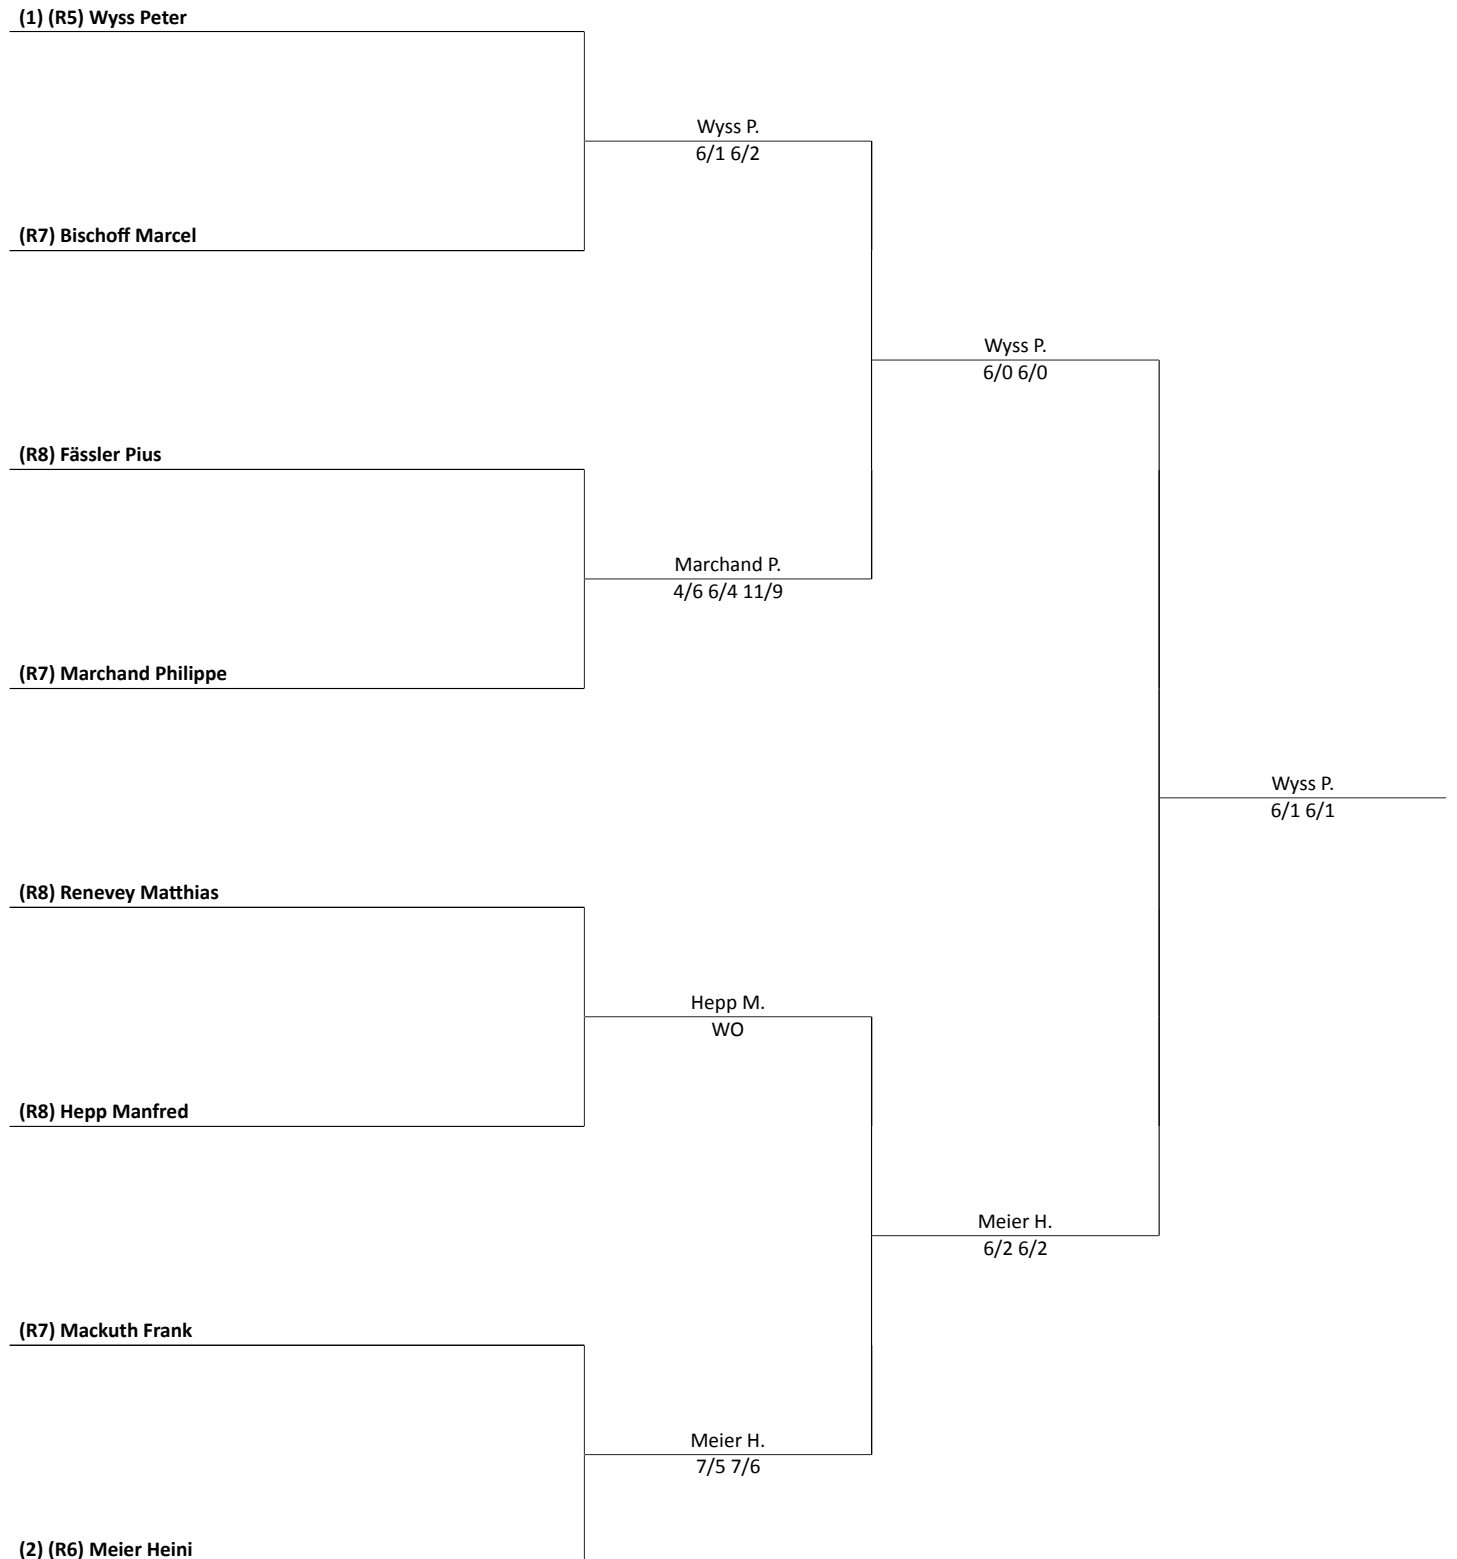 (1) (R5) Wyss Peter
Wyss P.
6/1 6/2
(R7) Bischoff Marcel
Wyss P.
6/0 6/0
(R8) Fässler Pius
Marchand P.
4/6 6/4 11/9
(R7) Marchand Philippe
Wyss P.
6/1 6/1
(R8) Renevey Matthias
Hepp M.
WO
(R8) Hepp Manfred
Meier H.
6/2 6/2
(R7) Mackuth Frank
Meier H.
7/5 7/6
(2) (R6) Meier Heini